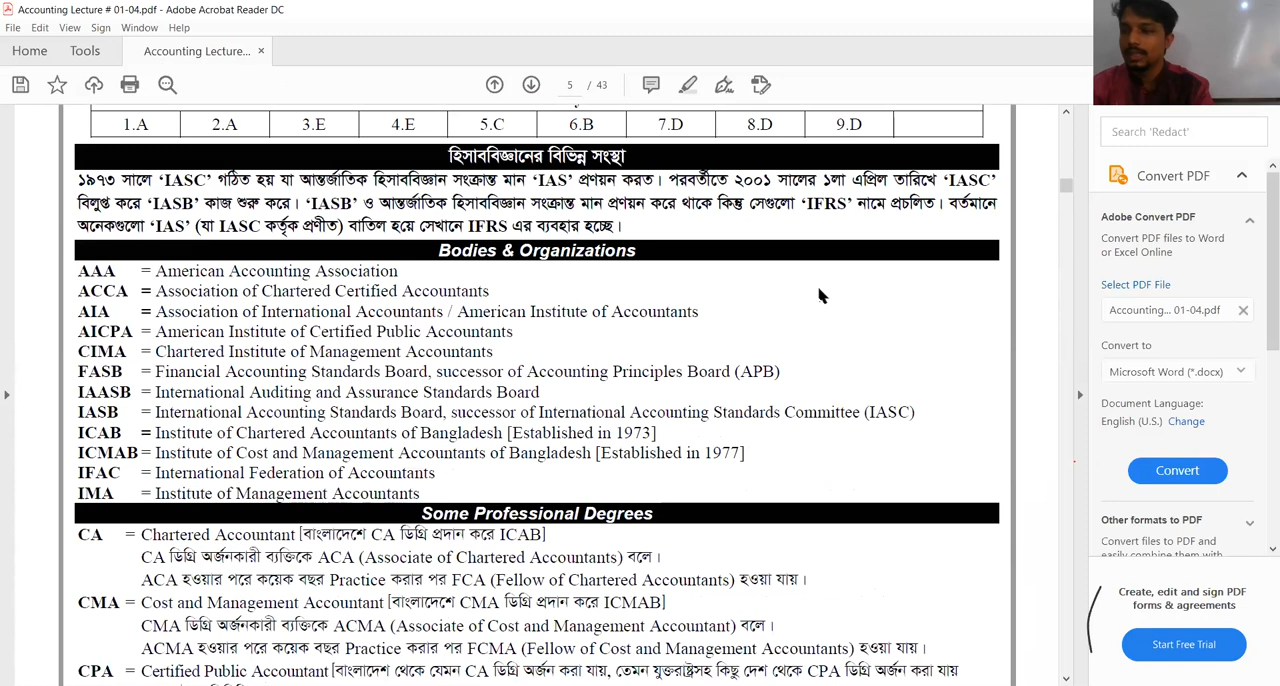 Accounting Lecture # 01-04.pdf - Adobe Acrobat Reader DC
File Edit View Sign Window Help
Home Tools Accounting Lecture... ×
5 / 43
Search 'Redact'
1.A 2.A 3.E 4.E 5.C 6.B 7.D 8.D 9.D
হিসাববিজ্ঞানের বিভিন্ন সংস্থা
১৯৭৩ সালে ‘IASC’ গঠিত হয় যা আন্তর্জাতিক হিসাববিজ্ঞান সংক্রান্ত মান ‘IAS’ প্রণয়ন করত। পরবর্তীতে ২০০১ সালের ১লা এপ্রিল তারিখে ‘IASC’
বিলুপ্ত করে ‘IASB’ কাজ শুরু করে। ‘IASB’ ও আন্তর্জাতিক হিসাববিজ্ঞান সংক্রান্ত মান প্রণয়ন করে থাকে কিন্তু সেগুলো ‘IFRS’ নামে প্রচলিত। বর্তমানে
অনেকগুলো ‘IAS’ (যা IASC কর্তৃক প্রণীত) বাতিল হয়ে সেখানে IFRS এর ব্যবহার হচ্ছে।
Bodies & Organizations
AAA = American Accounting Association
ACCA = Association of Chartered Certified Accountants
AIA = Association of International Accountants / American Institute of Accountants
AICPA = American Institute of Certified Public Accountants
CIMA = Chartered Institute of Management Accountants
FASB = Financial Accounting Standards Board, successor of Accounting Principles Board (APB)
IAASB = International Auditing and Assurance Standards Board
IASB = International Accounting Standards Board, successor of International Accounting Standards Committee (IASC)
ICAB = Institute of Chartered Accountants of Bangladesh [Established in 1973]
ICMAB = Institute of Cost and Management Accountants of Bangladesh [Established in 1977]
IFAC = International Federation of Accountants
IMA = Institute of Management Accountants
Some Professional Degrees
CA = Chartered Accountant [বাংলাদেশে CA ডিগ্রি প্রদান করে ICAB]
CA ডিগ্রি অর্জনকারী ব্যক্তিকে ACA (Associate of Chartered Accountants) বলে।
ACA হওয়ার পরে কয়েক বছর Practice করার পর FCA (Fellow of Chartered Accountants) হওয়া যায়।
CMA = Cost and Management Accountant [বাংলাদেশে CMA ডিগ্রি প্রদান করে ICMAB]
CMA ডিগ্রি অর্জনকারী ব্যক্তিকে ACMA (Associate of Cost and Management Accountant) বলে।
ACMA হওয়ার পরে কয়েক বছর Practice করার পর FCMA (Fellow of Cost and Management Accountants) হওয়া যায়।
CPA = Certified Public Accountant [বাংলাদেশ থেকে যেমন CA ডিগ্রি অর্জন করা যায়, তেমন যুক্তরাষ্ট্রসহ কিছু দেশ থেকে CPA ডিগ্রি অর্জন করা যায়
Convert PDF
Adobe Convert PDF
Convert PDF files to Word
or Excel Online
Select PDF File
Accounting... 01-04.pdf ×
Convert to
Microsoft Word (*.docx)
Document Language:
English (U.S.) Change
Convert
Other formats to PDF
Convert files to PDF and
easily combine them with
Create, edit and sign PDF
forms & agreements
Start Free Trial